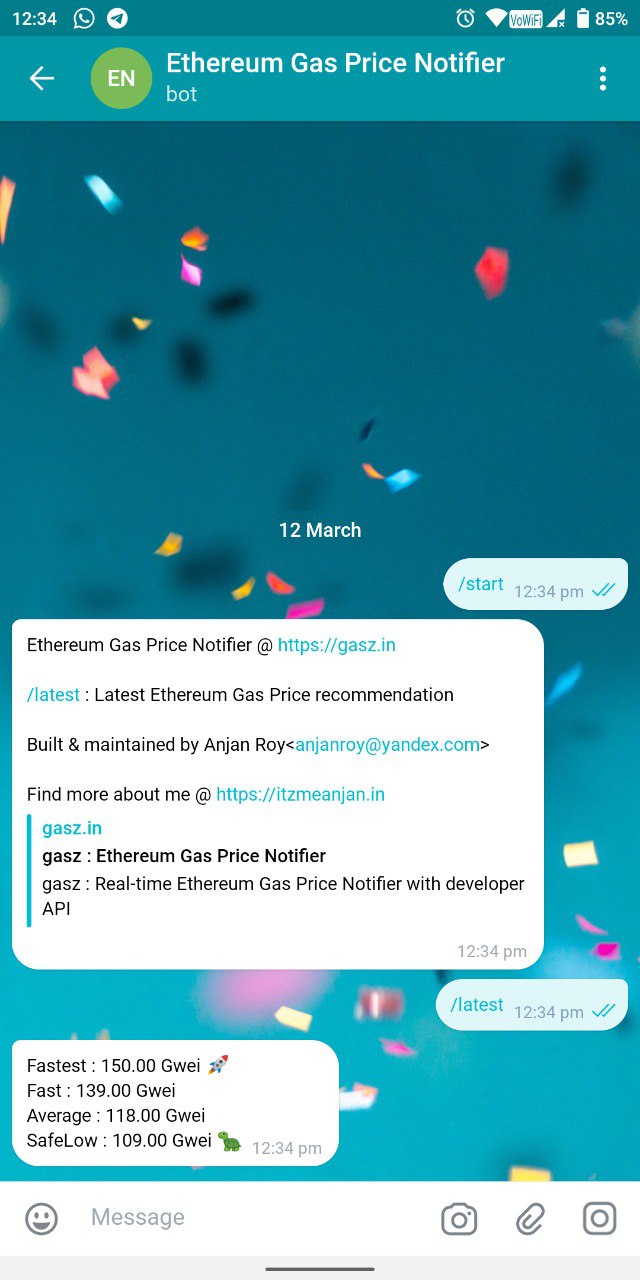 12:34
VoWiFi
85%
EN
Ethereum Gas Price Notifier
bot
12 March
/start 12:34 pm
Ethereum Gas Price Notifier @ https://gasz.in
/latest : Latest Ethereum Gas Price recommendation
Built & maintained by Anjan Roy<anjanroy@yandex.com>
Find more about me @ https://itzmeanjan.in
gasz.in
gasz : Ethereum Gas Price Notifier
gasz : Real-time Ethereum Gas Price Notifier with developer
API
12:34 pm
/latest 12:34 pm
Fastest : 150.00 Gwei 🚀
Fast : 139.00 Gwei
Average : 118.00 Gwei
SafeLow : 109.00 Gwei 🐢 12:34 pm
Message